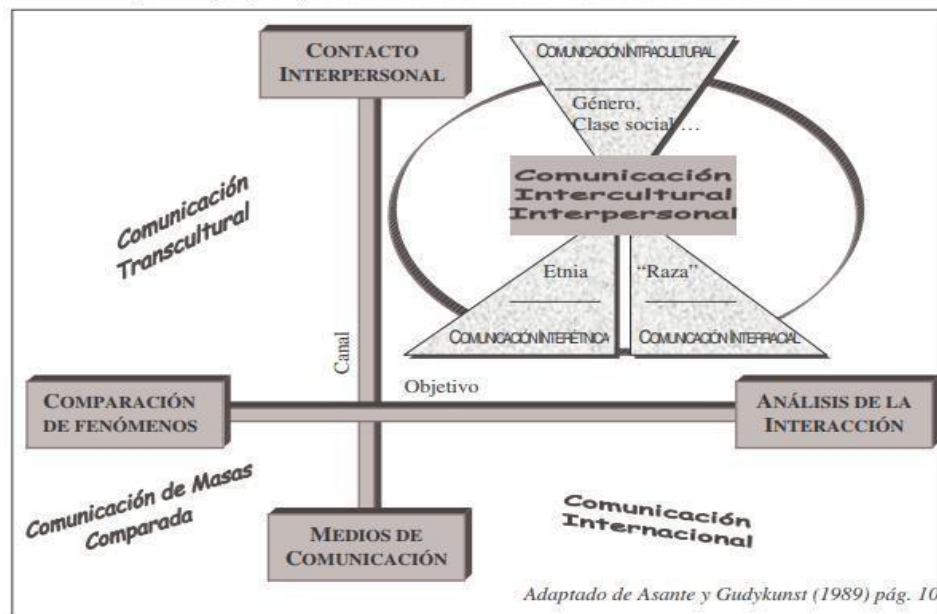 CONTACTO
INTERPERSONAL
COMUNICACIÓN INTRACULTURAL
Género,
Clase social ...
Comunicación
Intercultural
Interpersonal
Comunicación
Transcultural
Etnia
“Raza”
COMUNICACIÓN INTERÉTNICA
COMUNICACIÓN INTERRACIAL
Canal
Objetivo
COMPARACIÓN
DE FENÓMENOS
ANÁLISIS DE LA
INTERACCIÓN
Comunicación de Masas
Comparada
MEDIOS DE
COMUNICACIÓN
Comunicación
Internacional
Adaptado de Asante y Gudykunst (1989) pág. 10